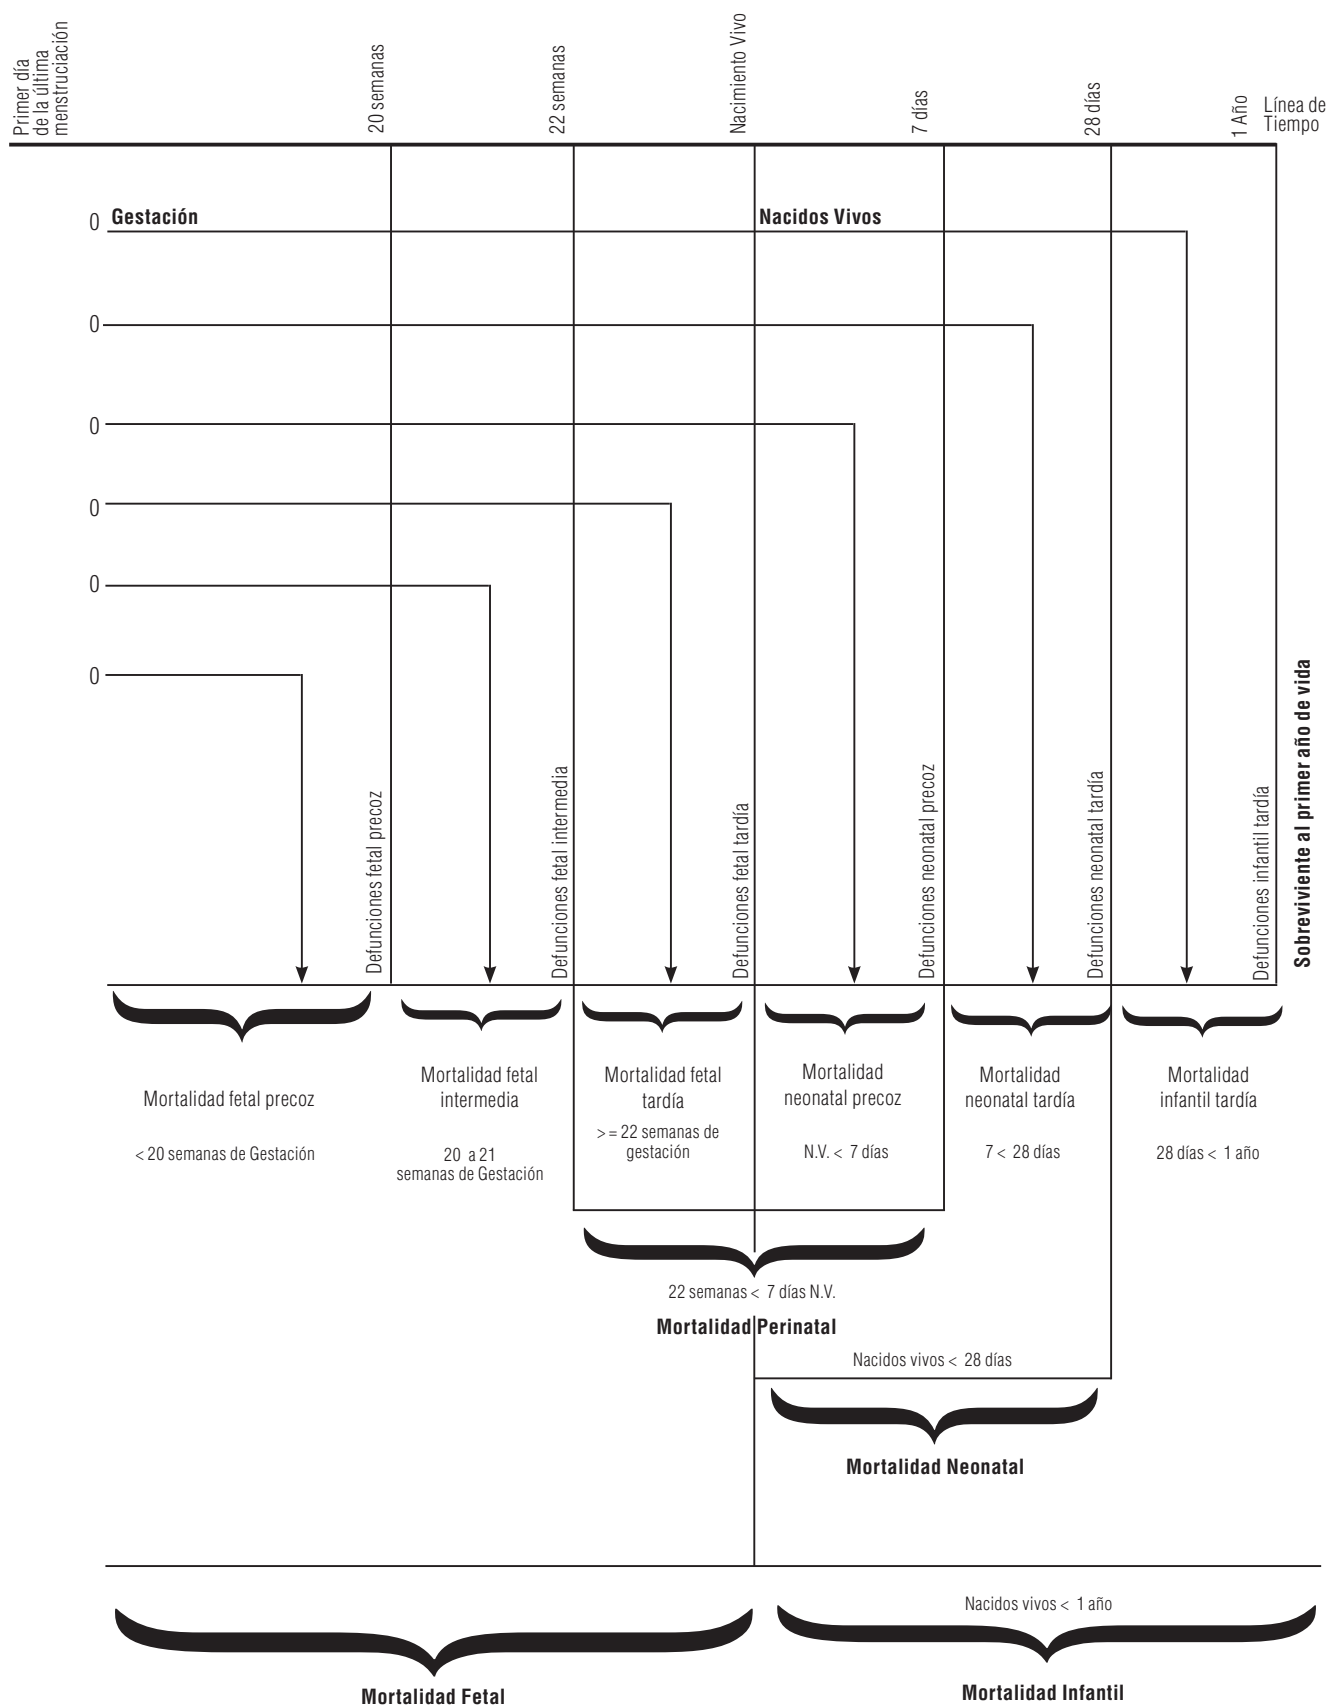 Primer día
de la última
menstruciación
20 semanas
22 semanas
Nacimiento Vivo
7 días
28 días
1 Año
Línea de
Tiempo
0 Gestación
Nacidos Vivos
0
0
0
0
0
Defunciones fetal precoz
Defunciones fetal intermedia
Defunciones fetal tardía
Defunciones neonatal precoz
Defunciones neonatal tardía
Defunciones infantil tardía
Sobreviviente al primer año de vida
Mortalidad fetal precoz
< 20 semanas de Gestación
Mortalidad fetal
intermedia
20 a 21
semanas de Gestación
Mortalidad fetal
tardía
>= 22 semanas de
gestación
Mortalidad
neonatal precoz
N.V. < 7 días
Mortalidad
neonatal tardía
7 < 28 días
Mortalidad
infantil tardía
28 días < 1 año
22 semanas < 7 días N.V.
Mortalidad Perinatal
Nacidos vivos < 28 días
Mortalidad Neonatal
Nacidos vivos < 1 año
Mortalidad Fetal
Mortalidad Infantil